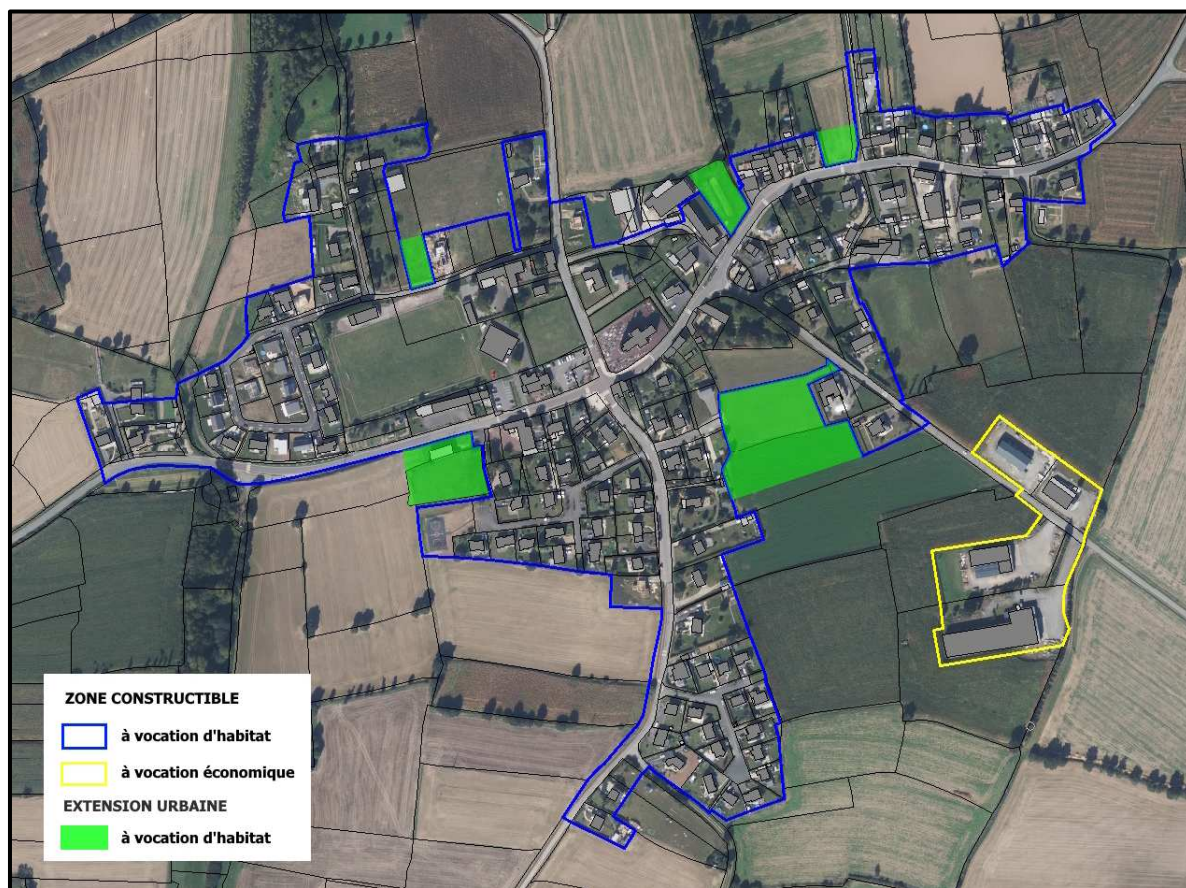 ZONE CONSTRUCTIBLE
à vocation d'habitat
à vocation économique
EXTENSION URBAINE
à vocation d'habitat